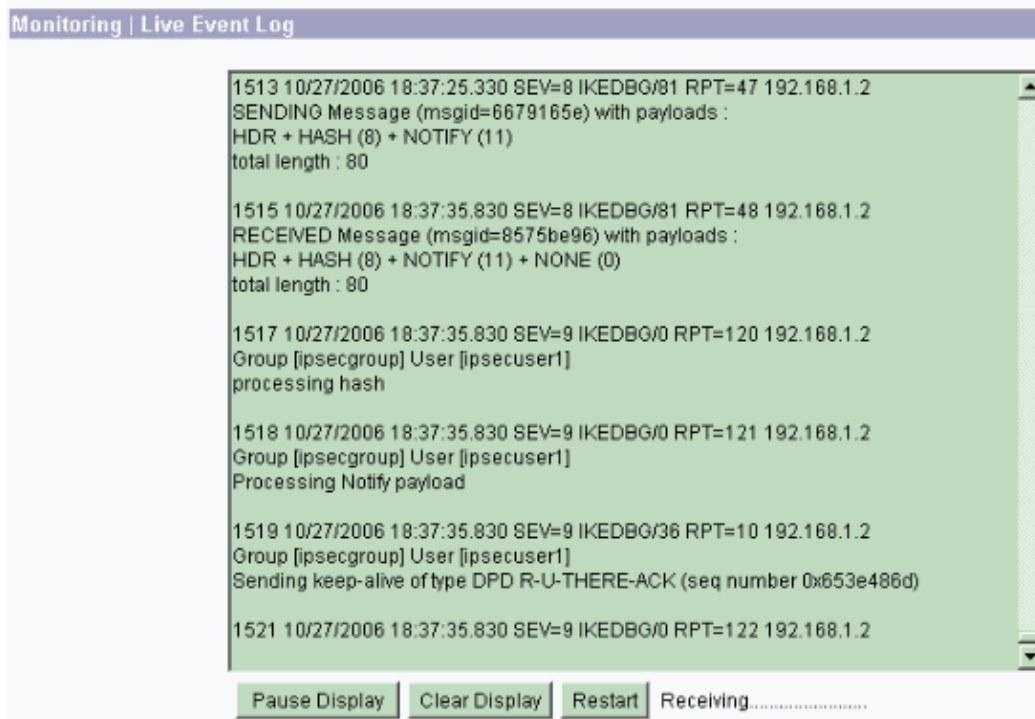 Monitoring | Live Event Log
1513 10/27/2006 18:37:25.330 SEV=8 IKEDBG/81 RPT=47 192.168.1.2
SENDING Message (msgid=6679165e) with payloads :
HDR + HASH (8) + NOTIFY (11)
total length : 80
1515 10/27/2006 18:37:35.830 SEV=8 IKEDBG/81 RPT=48 192.168.1.2
RECEIVED Message (msgid=8575be96) with payloads :
HDR + HASH (8) + NOTIFY (11) + NONE (0)
total length : 80
1517 10/27/2006 18:37:35.830 SEV=9 IKEDBG/0 RPT=120 192.168.1.2
Group [ipsecgroup] User [ipsecuser1]
processing hash
1518 10/27/2006 18:37:35.830 SEV=9 IKEDBG/0 RPT=121 192.168.1.2
Group [ipsecgroup] User [ipsecuser1]
Processing Notify payload
1519 10/27/2006 18:37:35.830 SEV=9 IKEDBG/36 RPT=10 192.168.1.2
Group [ipsecgroup] User [ipsecuser1]
Sending keep-alive of type DPD R-U-THERE-ACK (seq number 0x653e486d)
1521 10/27/2006 18:37:35.830 SEV=9 IKEDBG/0 RPT=122 192.168.1.2
Pause Display Clear Display Restart Receiving........................